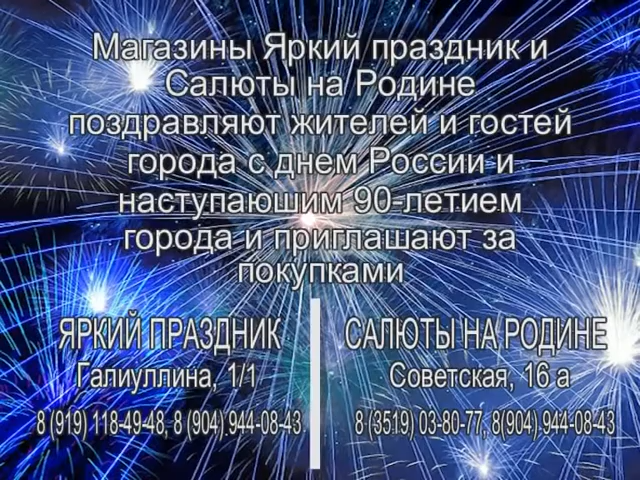 Магазины Яркий праздник и
Салюты на Родине
поздравляют жителей и гостей
города с днем России и
наступаюшим 90-летием
города и приглашают за
покупками
ЯРКИЙ ПРАЗДНИК
Галиуллина, 1/1
8 (919) 118-49-48, 8 (904) 944-08-43
САЛЮТЫ НА РОДИНЕ
Советская, 16 а
8 (3519) 03-80-77, 8(904) 944-08-43